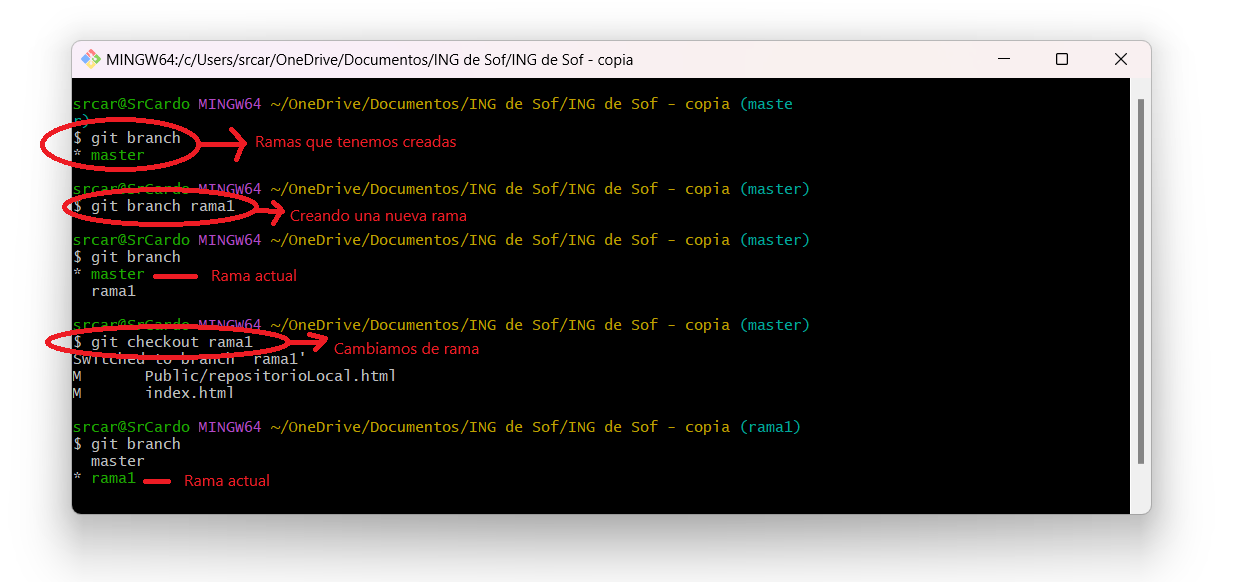 MINGW64:/c/Users/srcar/OneDrive/Documentos/ING de Sof/ING de Sof - copia
srcar@SrCardo MINGW64 ~/OneDrive/Documentos/ING de Sof/ING de Sof - copia (maste
r)
$ git branch
Ramas que tenemos creadas
* master
srcar@SrCardo MINGW64 ~/OneDrive/Documentos/ING de Sof/ING de Sof - copia (master)
$ git branch rama1
Creando una nueva rama
srcar@SrCardo MINGW64 ~/OneDrive/Documentos/ING de Sof/ING de Sof - copia (master)
$ git branch
* master
Rama actual
rama1
srcar@SrCardo MINGW64 ~/OneDrive/Documentos/ING de Sof/ING de Sof - copia (master)
$ git checkout rama1
Cambiamos de rama
Switched to branch 'rama1'
M Public/repositorioLocal.html
M index.html
srcar@SrCardo MINGW64 ~/OneDrive/Documentos/ING de Sof/ING de Sof - copia (rama1)
$ git branch
master
* rama1
Rama actual